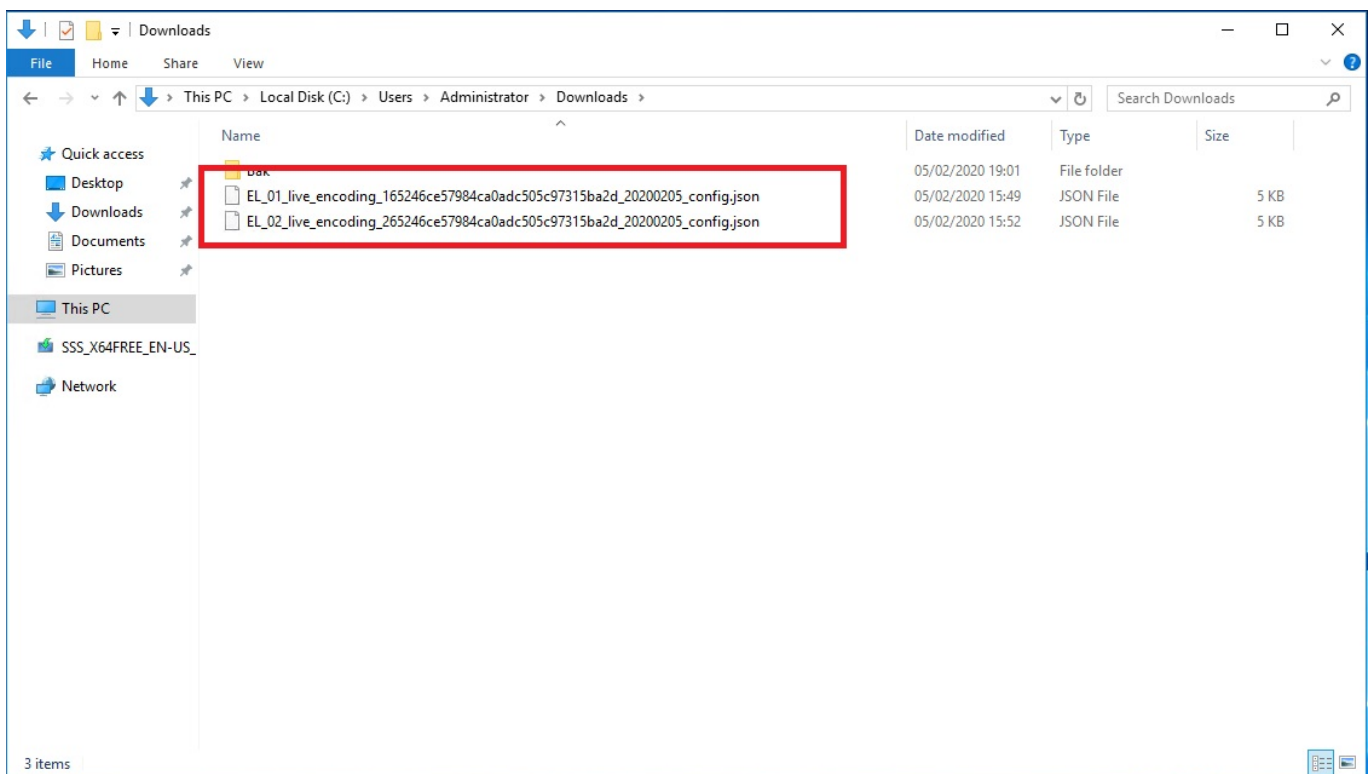 Downloads
File Home Share View
This PC > Local Disk (C:) > Users > Administrator > Downloads >
Search Downloads
Name Date modified Type Size
Quick access
Desktop
Downloads
Documents
Pictures
This PC
SSS_X64FREE_EN-US_
Network
Bak 05/02/2020 19:01 File folder
EL_01_live_encoding_165246ce57984ca0adc505c97315ba2d_20200205_config.json 05/02/2020 15:49 JSON File 5 KB
EL_02_live_encoding_265246ce57984ca0adc505c97315ba2d_20200205_config.json 05/02/2020 15:52 JSON File 5 KB
3 items